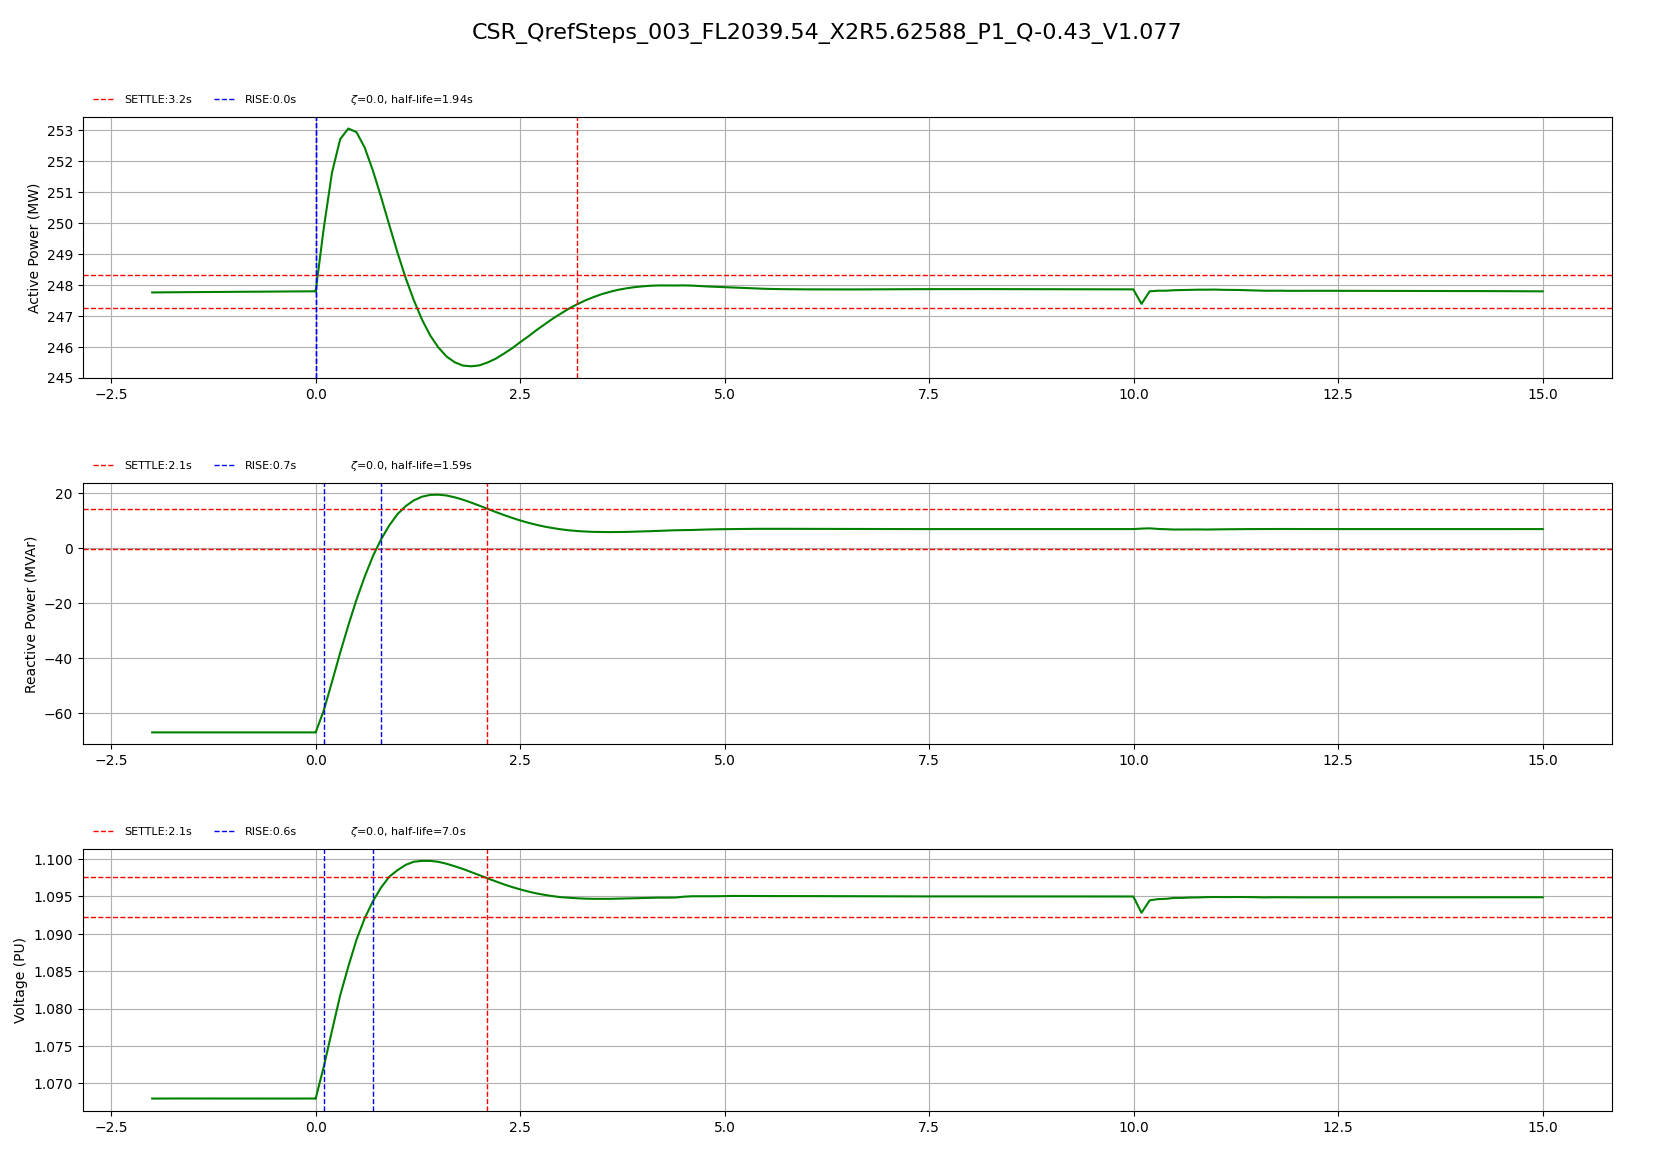 CSR_QrefSteps_003_FL2039.54_X2R5.62588_P1_Q-0.43_V1.077
SETTLE:3.2s RISE:0.0s ζ=0.0, half-life=1.94s
Active Power (MW)
253
252
251
250
249
248
247
246
245
−2.5 0.0 2.5 5.0 7.5 10.0 12.5 15.0
SETTLE:2.1s RISE:0.7s ζ=0.0, half-life=1.59s
Reactive Power (MVAr)
20
0
−20
−40
−60
−2.5 0.0 2.5 5.0 7.5 10.0 12.5 15.0
SETTLE:2.1s RISE:0.6s ζ=0.0, half-life=7.0s
Voltage (PU)
1.100
1.095
1.090
1.085
1.080
1.075
1.070
−2.5 0.0 2.5 5.0 7.5 10.0 12.5 15.0